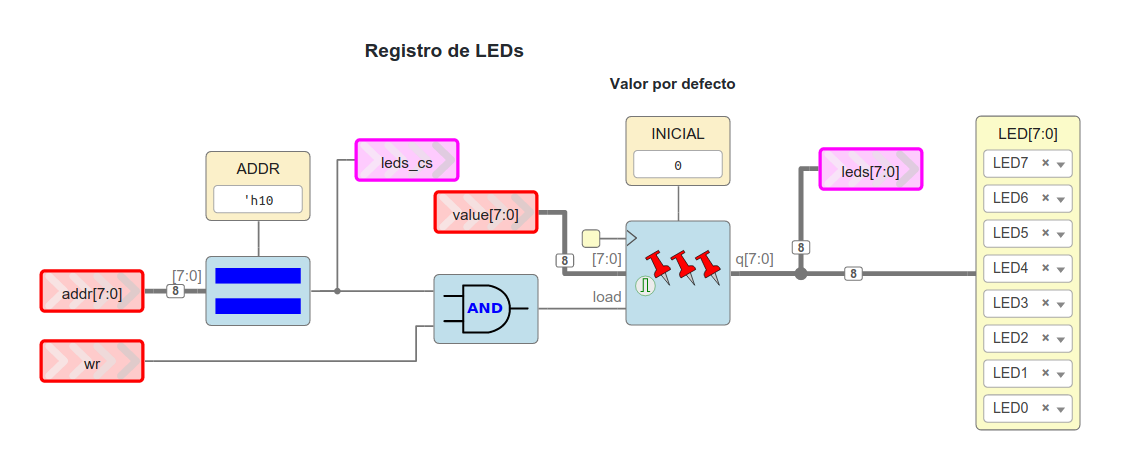 Registro de LEDs
Valor por defecto
ADDR
'h10
leds_cs
INICIAL
0
LED[7:0]
LED7 ×
LED6 ×
LED5 ×
LED4 ×
LED3 ×
LED2 ×
LED1 ×
LED0 ×
leds[7:0]
value[7:0]
8
8
[7:0]
q[7:0]
8
addr[7:0]
8
[7:0]
load
AND
wr